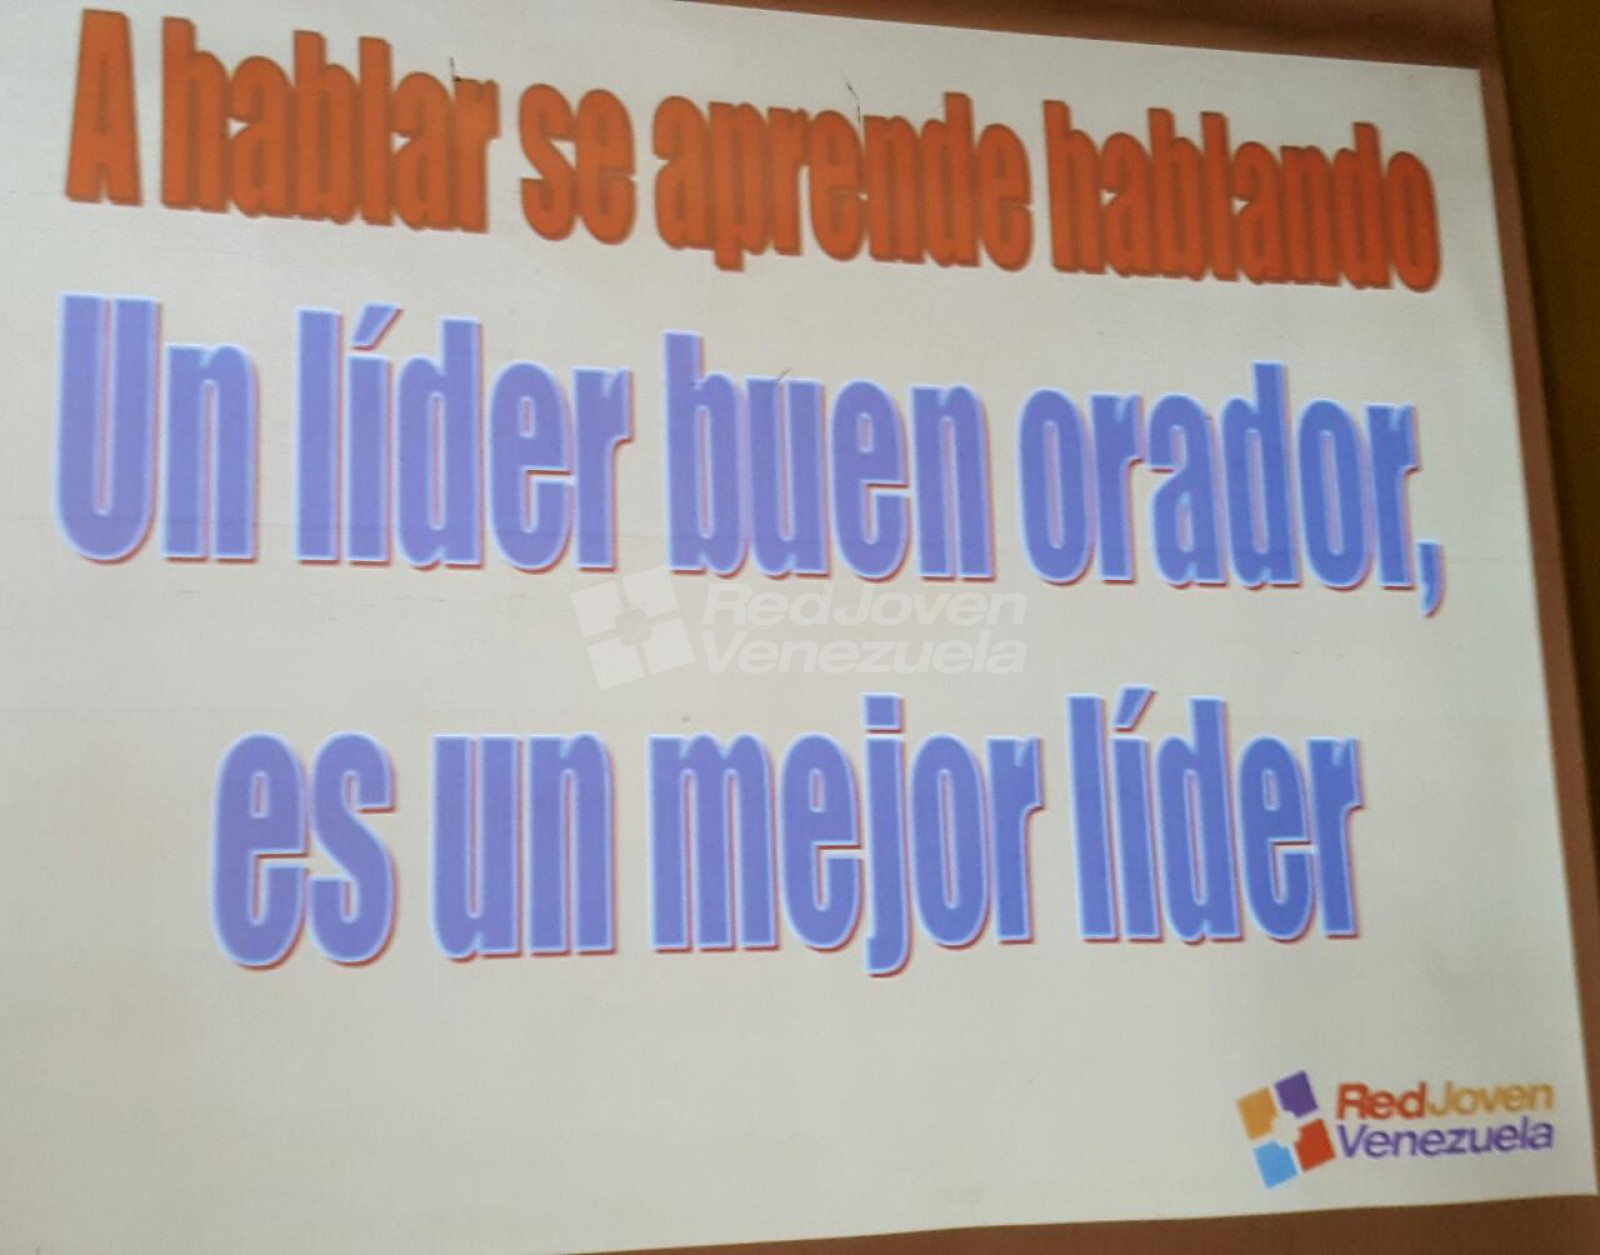 A hablar se aprende hablando
Un líder buen orador,
RedJoven
Venezuela
es un mejor líder
RedJoven
Venezuela